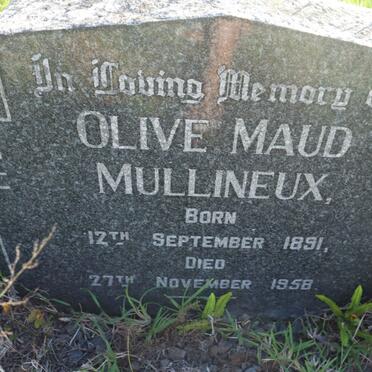 In Loving Memory o
OLIVE MAUD
MULLINEUX,
BORN
12TH SEPTEMBER 1891,
DIED
27TH NOVEMBER 1958.